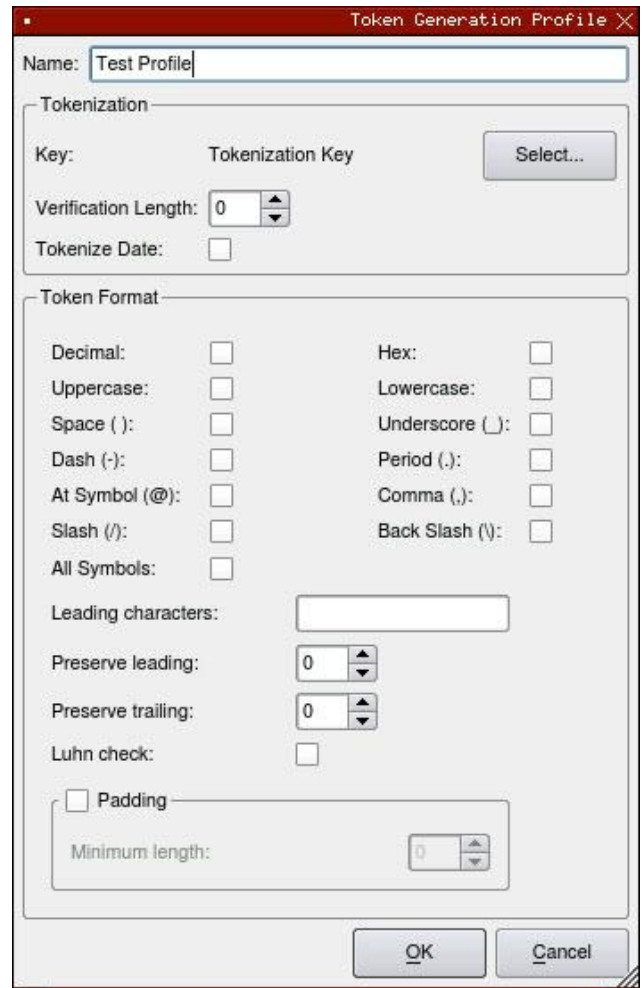 Token Generation Profile
Name: Test Profile
Tokenization
Key: Tokenization Key Select...
Verification Length: 0
Tokenize Date:
Token Format
Decimal: Hex:
Uppercase: Lowercase:
Space ( ): Underscore (_):
Dash (-): Period (.):
At Symbol (@): Comma (,):
Slash (/): Back Slash (\):
All Symbols:
Leading characters:
Preserve leading: 0
Preserve trailing: 0
Luhn check:
Padding
Minimum length: 0
OK Cancel